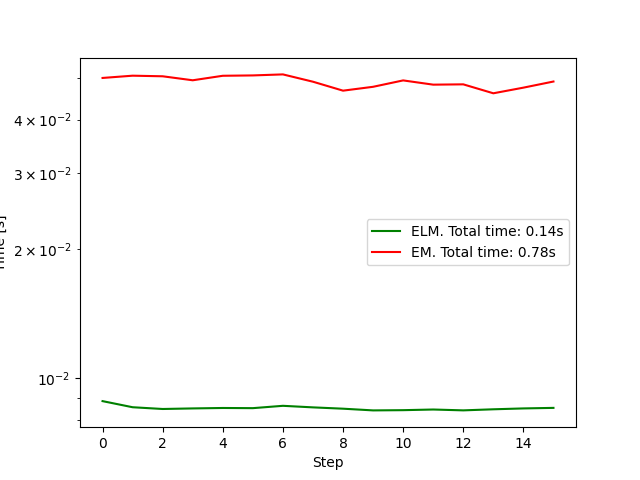 4 × 10⁻²
3 × 10⁻²
2 × 10⁻²
10⁻²
Time [s]
ELM. Total time: 0.14s
EM. Total time: 0.78s
0 2 4 6 8 10 12 14
Step